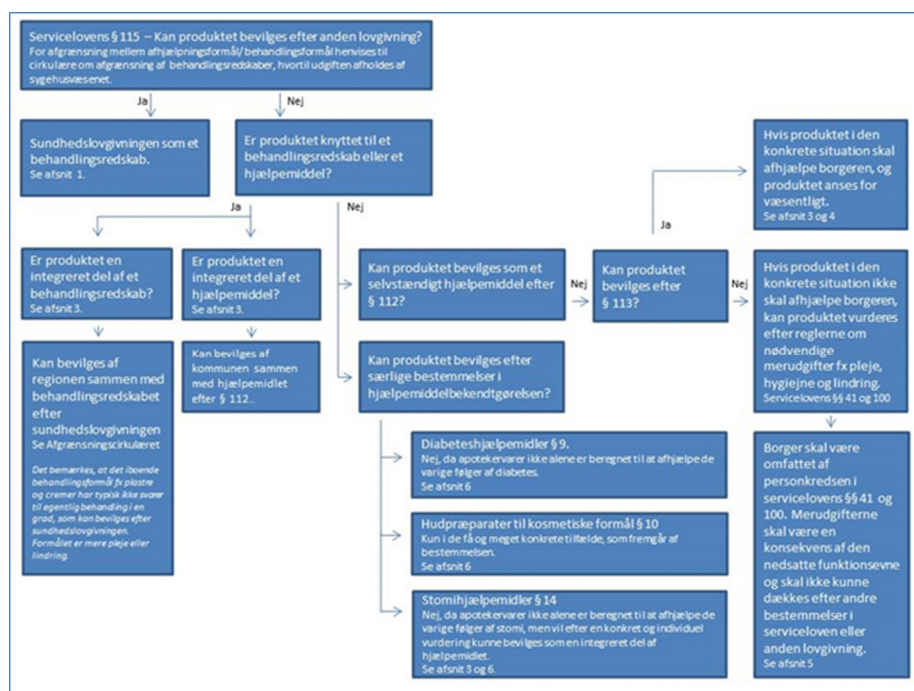 Servicelovens § 115 – Kan produktet bevilges efter anden lovgivning?
For afgrænsning mellem afhjælpningsformål/behandlingsformål henvises til
cirkulære om afgrænsning af behandlingsredskaber, hvortil udgiften afholdes af
sygehusvæsenet.
Ja
Nej
Sundhedslovgivningen som et
behandlingsredskab.
Se afsnit 1.
Er produktet knyttet til et
behandlingsredskab eller et
hjælpemiddel?
Hvis produktet i den
konkrete situation skal
afhjælpe borgeren, og
produktet anses for
væsentligt.
Se afsnit 3 og 4
Ja
Nej
Ja
Er produktet en
integreret del af et
behandlingsredskab?
Se afsnit 3.
Er produktet en
integreret del af et
hjælpemiddel?
Se afsnit 3.
Kan produktet bevilges som et
selvstændigt hjælpemiddel efter
§ 112?
Nej
Kan produktet
bevilges efter
§ 113?
Nej
Hvis produktet i den
konkrete situation ikke
skal afhjælpe borgeren,
kan produktet vurderes
efter reglerne om
nødvendige
merudgifter fx pleje,
hygiejne og lindring.
Servicelovens §§ 41 og 100
Kan bevilges af
regionen sammen med
behandlingsredskabet
efter
sundhedslovgivningen
Se Afgrænsningscirkulæret
Det bemærkes, at det iboende
behandlingsformål fx plastre
og cremer har typisk ikke svarer
til egentlig behandling i en
grad, som kan bevilges efter
sundhedslovgivningen.
Formålet er mere pleje eller
lindring.
Kan bevilges af
kommunen sammen
med hjælpemidlet
efter § 112..
Kan produktet bevilges efter
særlige bestemmelser i
hjælpemiddelbekendtgørelsen?
Diabeteshjælpemidler § 9.
Nej, da apotekervarer ikke alene er beregnet til at afhjælpe de
varige følger af diabetes.
Se afsnit 6
Hudpræparater til kosmetiske formål § 10
Kun i de få og meget konkrete tilfælde, som fremgår af
bestemmelsen.
Se afsnit 6
Stomihjælpemidler § 14
Nej, da apotekervarer ikke alene er beregnet til at afhjælpe de
varige følger af stomi, men vil efter en konkret og individuel
vurdering kunne bevilges som en integreret del af
hjælpemidlet.
Se afsnit 3 og 6.
Borger skal være
omfattet af
personkredsen i
servicelovens §§ 41 og
100. Merudgifterne
skal være en
konsekvens af den
nedsatte funktionsevne
og skal ikke kunne
dækkes efter andre
bestemmelser i
serviceloven eller
anden lovgivning.
Se afsnit 5